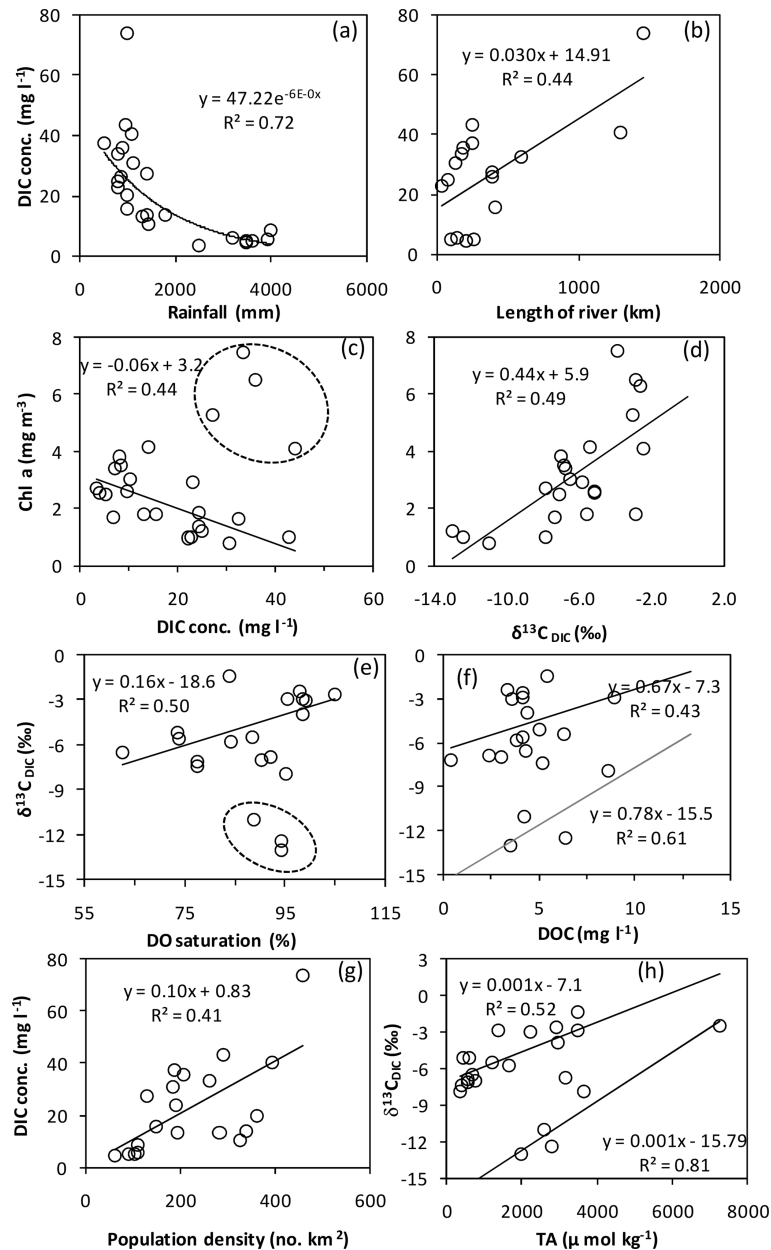 (a)
y = 47.22e^-6E-0x
R² = 0.72
DIC conc. (mg l⁻¹)
80
60
40
20
0
0 2000 4000 6000
Rainfall (mm)
(b)
y = 0.030x + 14.91
R² = 0.44
80
60
40
20
0
0 1000 2000
Length of river (km)
(c)
y = -0.06x + 3.2
R² = 0.44
Chl a (mg m⁻³)
8
6
4
2
0
0 20 40 60
DIC conc. (mg l⁻¹)
(d)
y = 0.44x + 5.9
R² = 0.49
8
6
4
2
0
-14.0 -10.0 -6.0 -2.0 2.0
δ¹³C DIC (‰)
(e)
y = 0.16x - 18.6
R² = 0.50
δ¹³C DIC (‰)
0
-3
-6
-9
-12
-15
55 75 95 115
DO saturation (%)
(f)
y = 0.67x - 7.3
R² = 0.43
y = 0.78x - 15.5
R² = 0.61
0
-3
-6
-9
-12
-15
0 5 10 15
DOC (mg l⁻¹)
(g)
y = 0.10x + 0.83
R² = 0.41
DIC conc. (mg l⁻¹)
80
60
40
20
0
0 200 400 600
Population density (no. km²)
(h)
y = 0.001x - 7.1
R² = 0.52
y = 0.001x - 15.79
R² = 0.81
δ¹³C DIC (‰)
3
0
-3
-6
-9
-12
-15
0 2000 4000 6000 8000
TA (μ mol kg⁻¹)